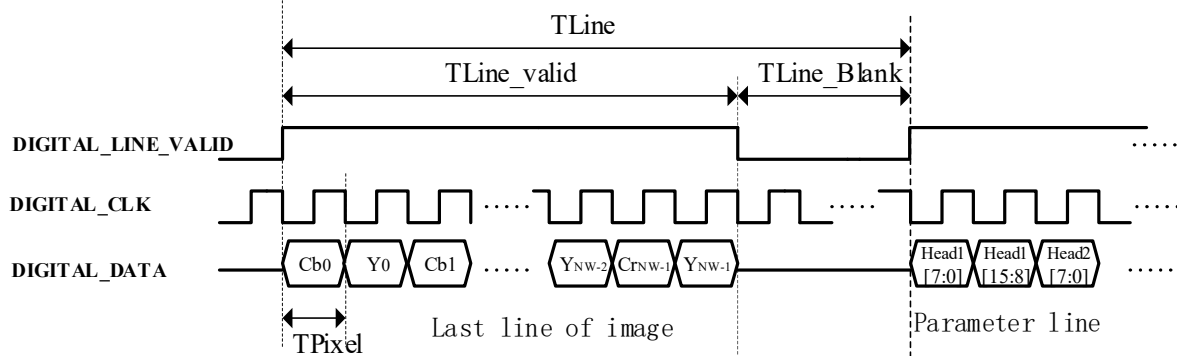 TLine
TLine_valid
TLine_Blank
DIGITAL_LINE_VALID
.....
DIGITAL_CLK
.....
.....
.....
DIGITAL_DATA
Cb0
Y0
Cb1
.....
YNW-2
CrNW-1
YNW-1
Head1
[7:0]
Head1
[15:8]
Head2
[7:0]
.....
TPixel
Last line of image
Parameter line